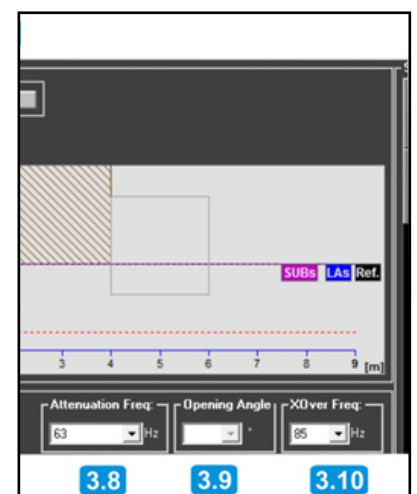 SUBs LAs Ref.
3 4 5 6 7 8 9 [m]
Attenuation Freq: Opening Angle XOver Freq:
63 Hz ° 85 Hz
3.8 3.9 3.10